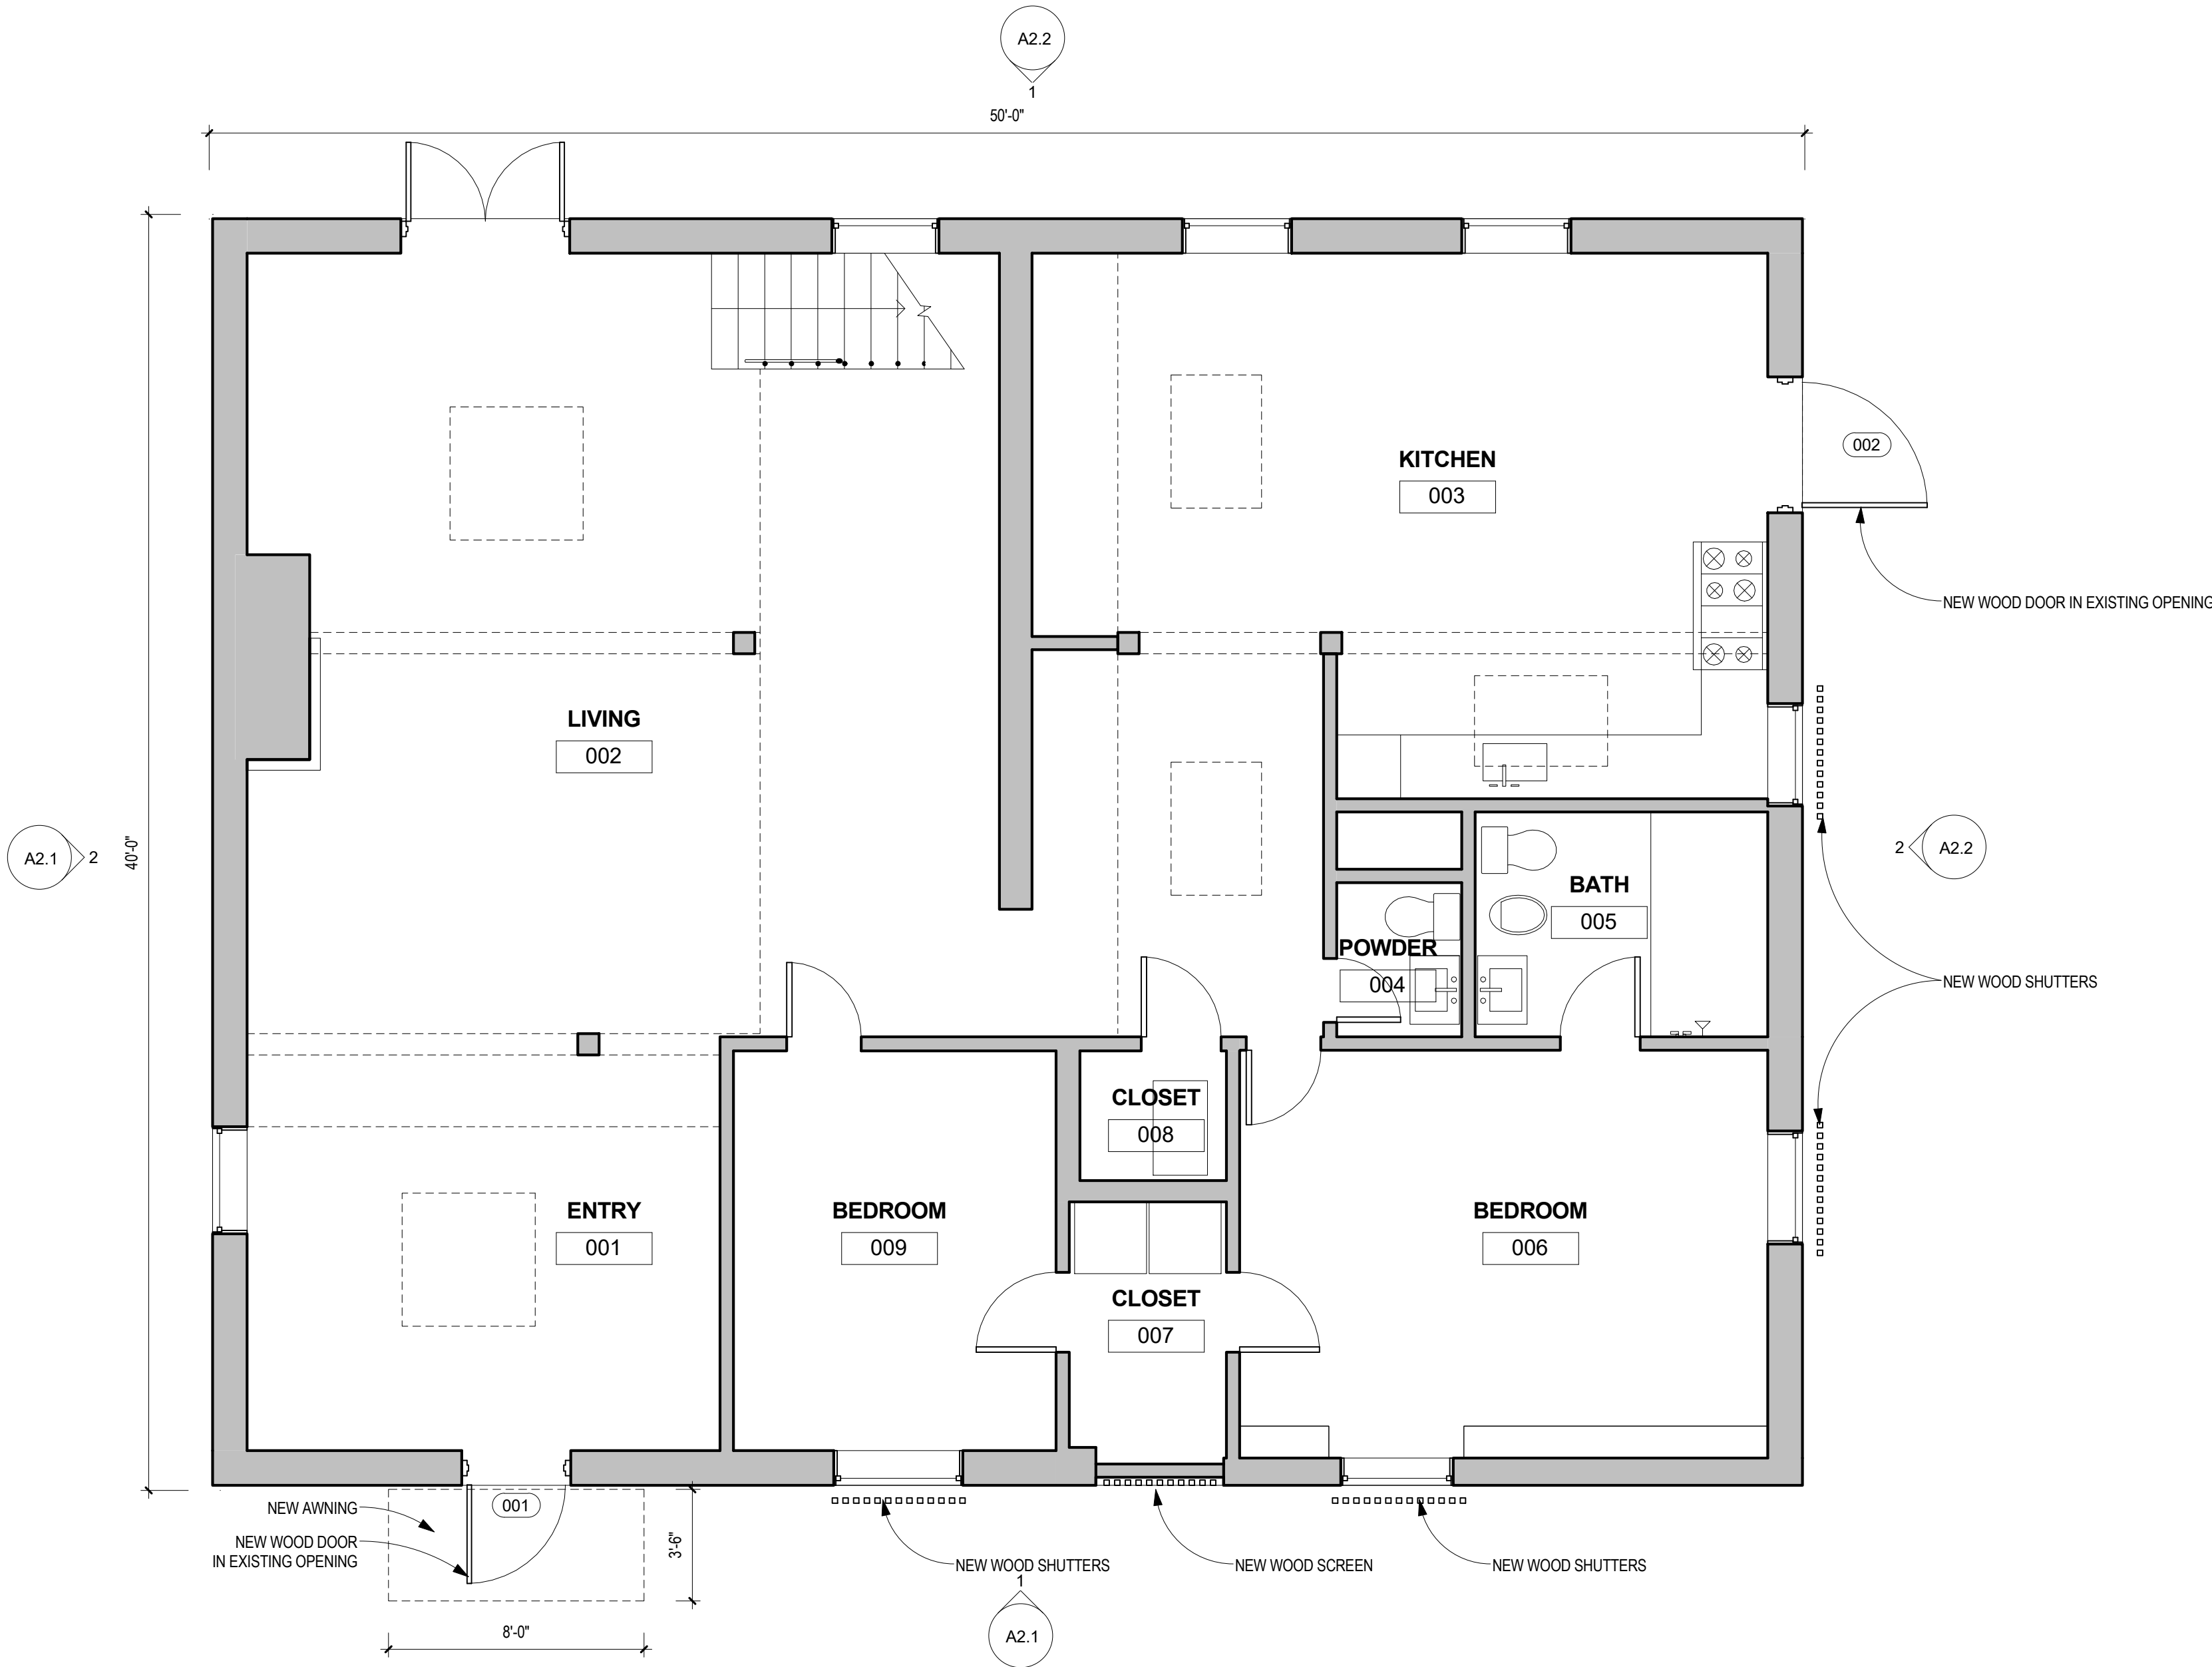 A2.2
1
50'-0"
002
KITCHEN
003
NEW WOOD DOOR IN EXISTING OPENING
LIVING
002
A2.1
2
40'-0"
2
A2.2
BATH
005
POWDER
004
NEW WOOD SHUTTERS
CLOSET
008
ENTRY
001
BEDROOM
009
BEDROOM
006
CLOSET
007
NEW AWNING
001
NEW WOOD DOOR
IN EXISTING OPENING
3'-6"
NEW WOOD SHUTTERS
NEW WOOD SCREEN
NEW WOOD SHUTTERS
1
A2.1
8'-0"